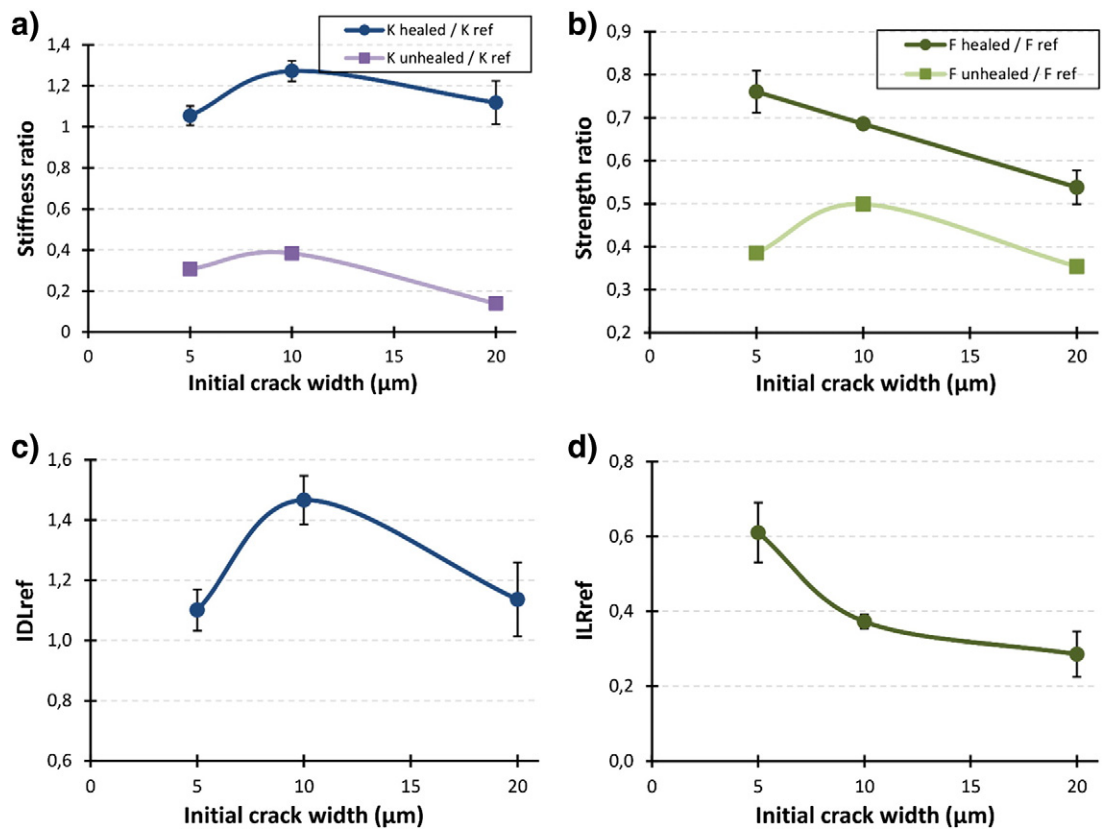 a)
K healed / K ref
K unhealed / K ref
Stiffness ratio
1,4
1,2
1
0,8
0,6
0,4
0,2
0
0 5 10 15 20
Initial crack width (µm)
b)
F healed / F ref
F unhealed / F ref
Strength ratio
0,9
0,8
0,7
0,6
0,5
0,4
0,3
0,2
0 5 10 15 20
Initial crack width (µm)
c)
IDLref
1,6
1,4
1,2
1,0
0,8
0,6
0 5 10 15 20
Initial crack width (µm)
d)
ILRref
0,8
0,6
0,4
0,2
0,0
0 5 10 15 20
Initial crack width (µm)